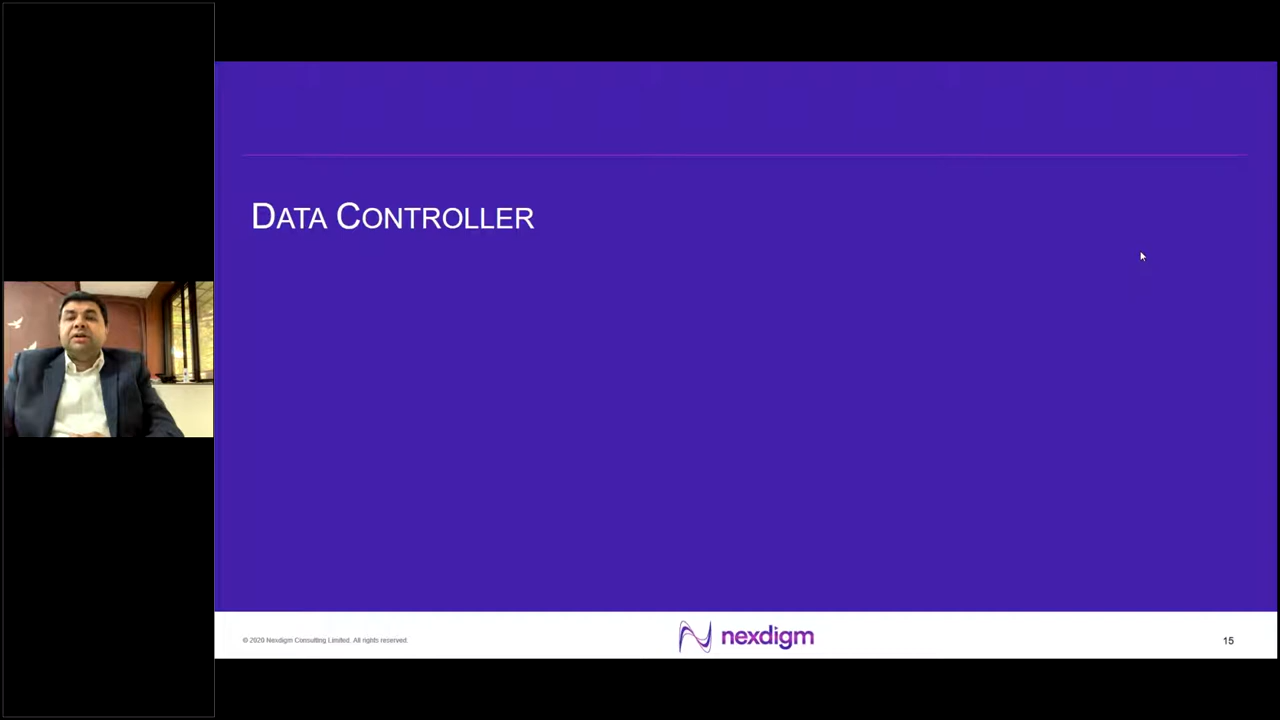 DATA CONTROLLER
© 2020 Nexdigm Consulting Limited. All rights reserved.
nexdigm
15